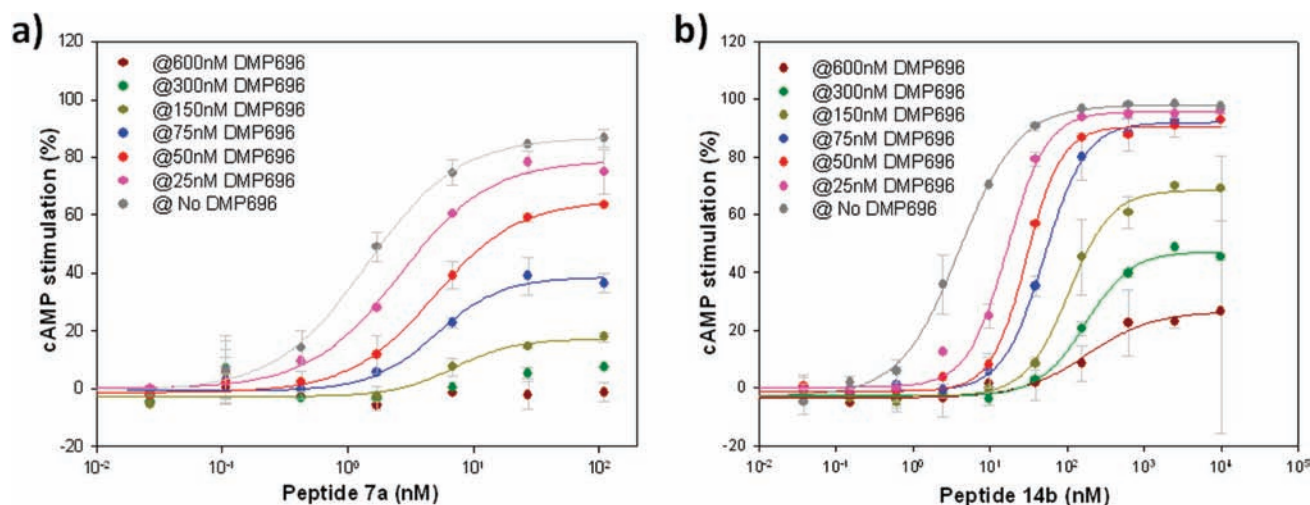 a)
120
100
80
60
40
20
0
-20
cAMP stimulation (%)
@600nM DMP696
@300nM DMP696
@150nM DMP696
@75nM DMP696
@50nM DMP696
@25nM DMP696
@ No DMP696
10-2 10-1 100 101 102
Peptide 7a (nM)
b)
120
100
80
60
40
20
0
-20
cAMP stimulation (%)
@600nM DMP696
@300nM DMP696
@150nM DMP696
@75nM DMP696
@50nM DMP696
@25nM DMP696
@ No DMP696
10-2 10-1 100 101 102 103 104 105
Peptide 14b (nM)